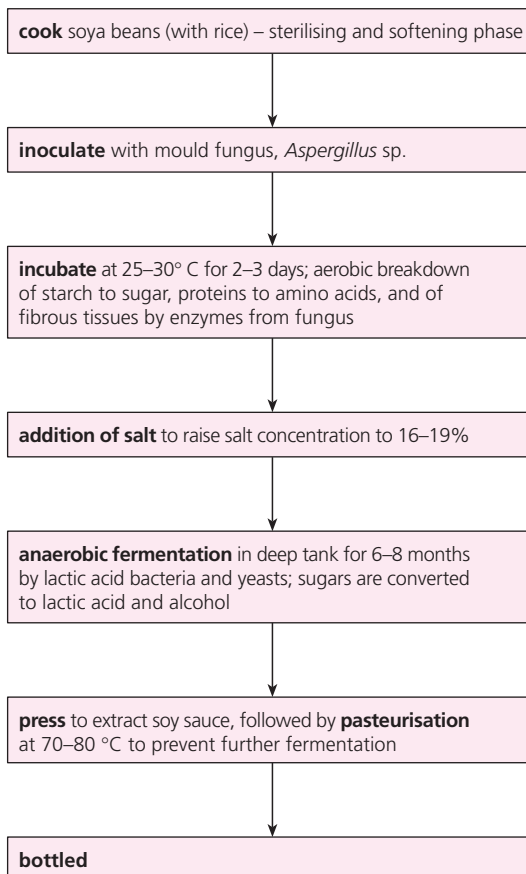 cook soya beans (with rice) – sterilising and softening phase
inoculate with mould fungus, Aspergillus sp.
incubate at 25–30° C for 2–3 days; aerobic breakdown
of starch to sugar, proteins to amino acids, and of
fibrous tissues by enzymes from fungus
addition of salt to raise salt concentration to 16–19%
anaerobic fermentation in deep tank for 6–8 months
by lactic acid bacteria and yeasts; sugars are converted
to lactic acid and alcohol
press to extract soy sauce, followed by pasteurisation
at 70–80 °C to prevent further fermentation
bottled